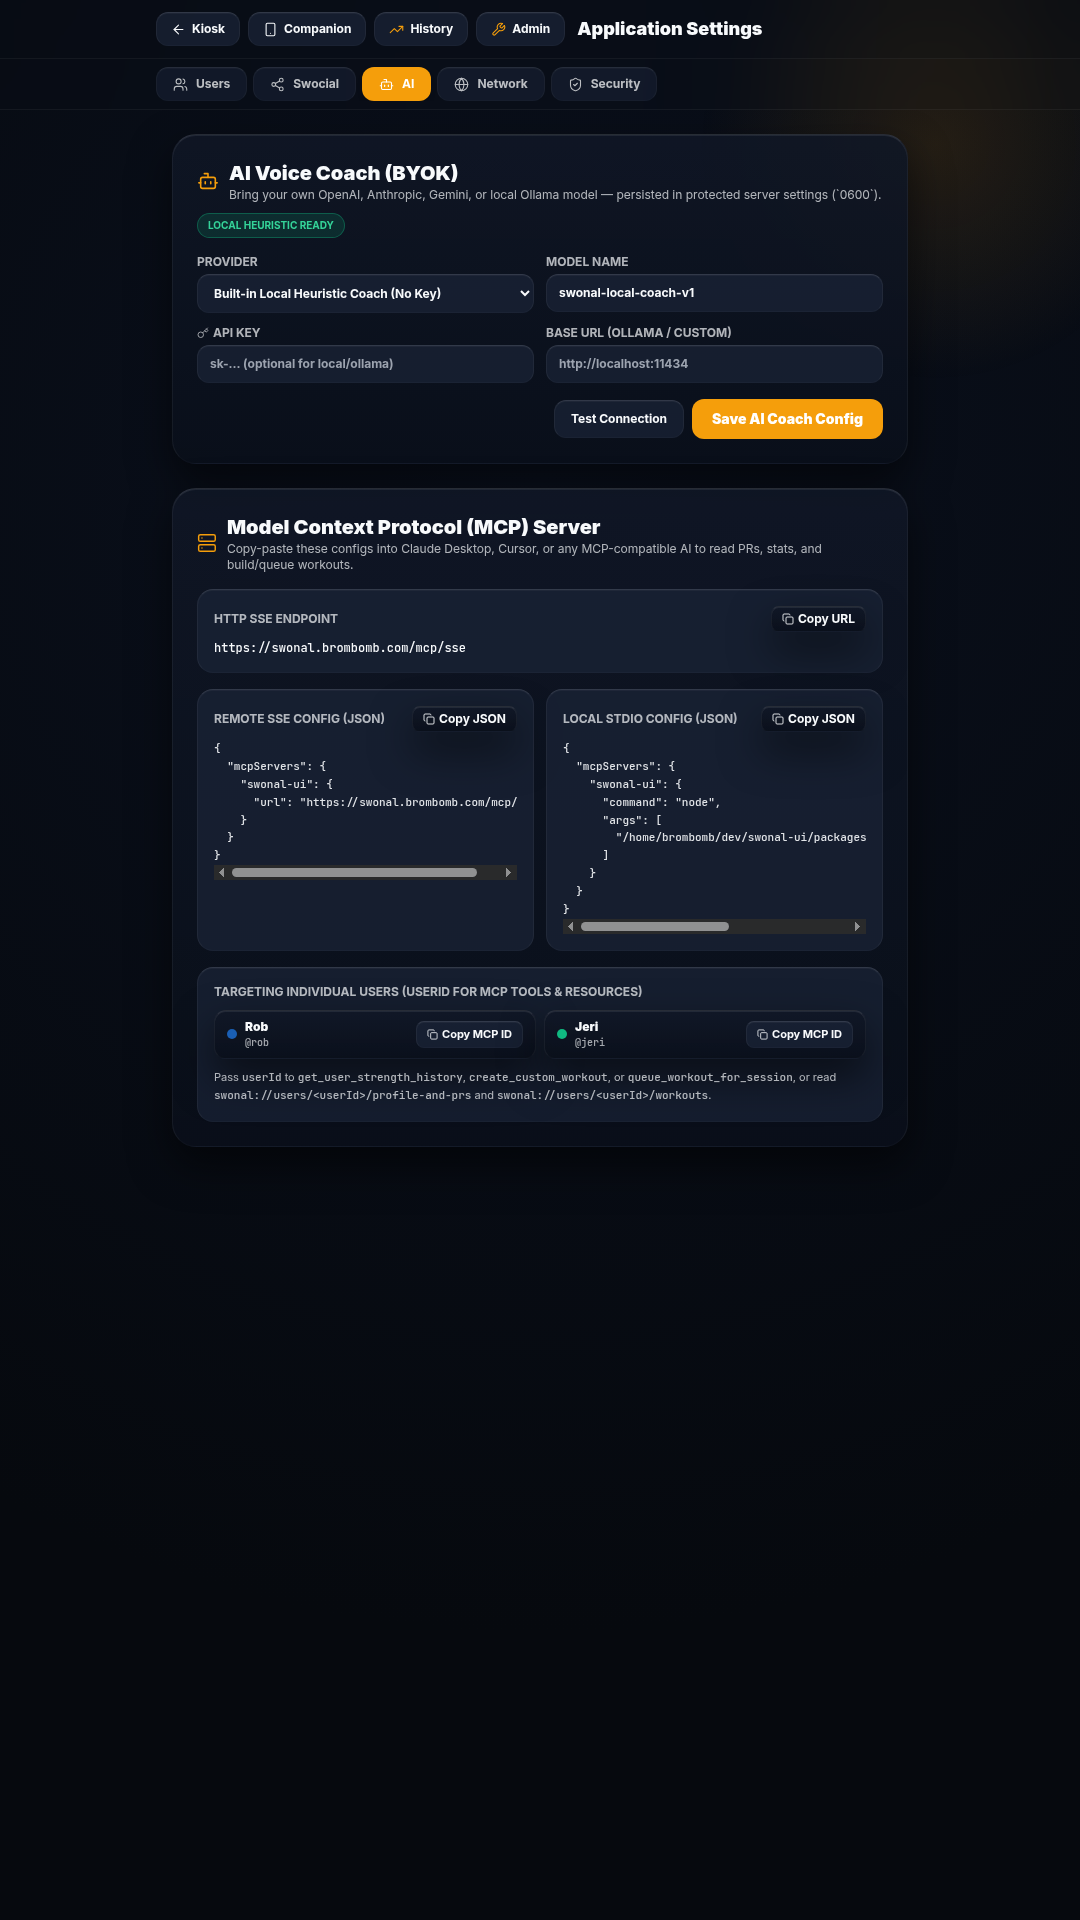 Kiosk
Companion
History
Admin
Application Settings
Users
Swocial
AI
Network
Security
AI Voice Coach (BYOK)
Bring your own OpenAI, Anthropic, Gemini, or local Ollama model — persisted in protected server settings (`0600`).
LOCAL HEURISTIC READY
PROVIDER
MODEL NAME
Built-in Local Heuristic Coach (No Key)
swonal-local-coach-v1
API KEY
BASE URL (OLLAMA / CUSTOM)
sk-... (optional for local/ollama)
http://localhost:11434
Test Connection
Save AI Coach Config
Model Context Protocol (MCP) Server
Copy-paste these configs into Claude Desktop, Cursor, or any MCP-compatible AI to read PRs, stats, and
build/queue workouts.
HTTP SSE ENDPOINT
Copy URL
https://swonal.brombomb.com/mcp/sse
REMOTE SSE CONFIG (JSON)
Copy JSON
{
  "mcpServers": {
    "swonal-ui": {
      "url": "https://swonal.brombomb.com/mcp/
    }
  }
}
LOCAL STDIO CONFIG (JSON)
Copy JSON
{
  "mcpServers": {
    "swonal-ui": {
      "command": "node",
      "args": [
        "/home/brombomb/dev/swonal-ui/packages
      ]
    }
  }
}
TARGETING INDIVIDUAL USERS (USERID FOR MCP TOOLS & RESOURCES)
Rob
@rob
Copy MCP ID
Jeri
@jeri
Copy MCP ID
Pass userId to get_user_strength_history, create_custom_workout, or queue_workout_for_session, or read
swonal://users/<userId>/profile-and-prs and swonal://users/<userId>/workouts.